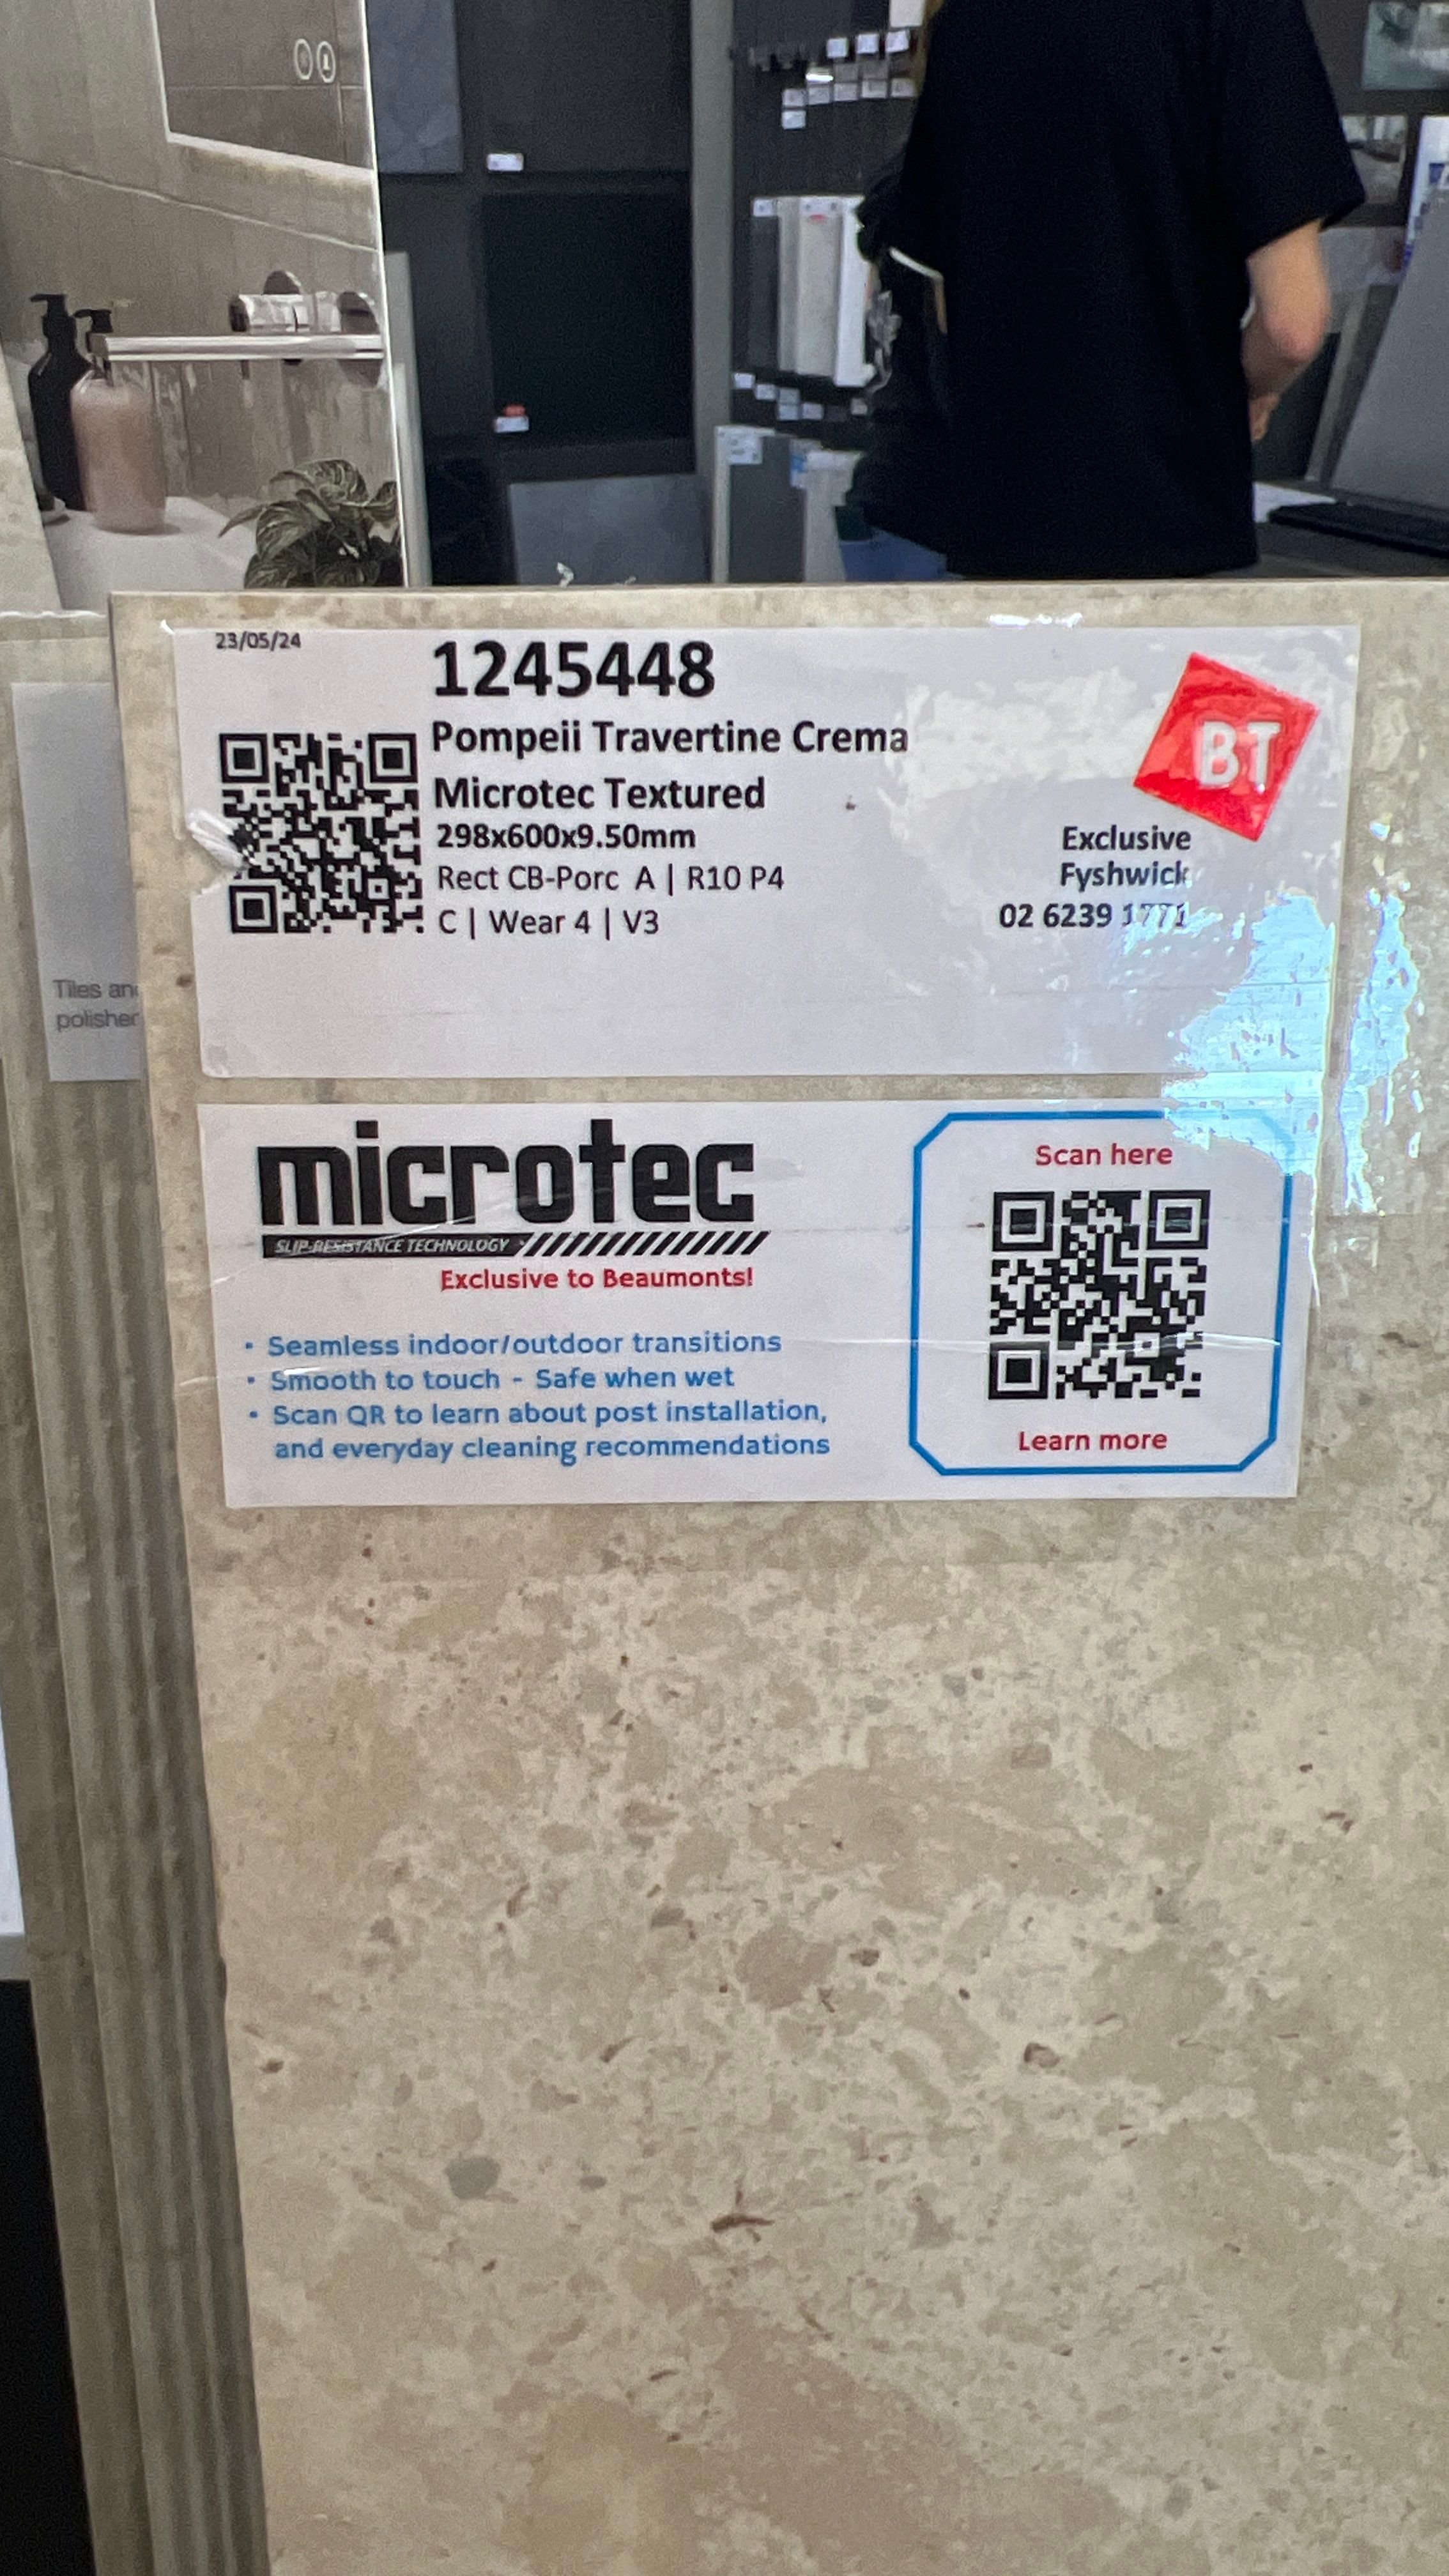 23/05/24
1245448
Pompeii Travertine Crema
Microtec Textured
298x600x9.50mm
Rect CB-Porc A | R10 P4
C | Wear 4 | V3
BT
Exclusive
Fyshwick
02 6239 1771
Tiles
polisher
microtec
SLIP-RESISTANCE TECHNOLOGY
Exclusive to Beaumonts!
• Seamless indoor/outdoor transitions
• Smooth to touch - Safe when wet
• Scan QR to learn about post installation,
and everyday cleaning recommendations
Scan here
Learn more